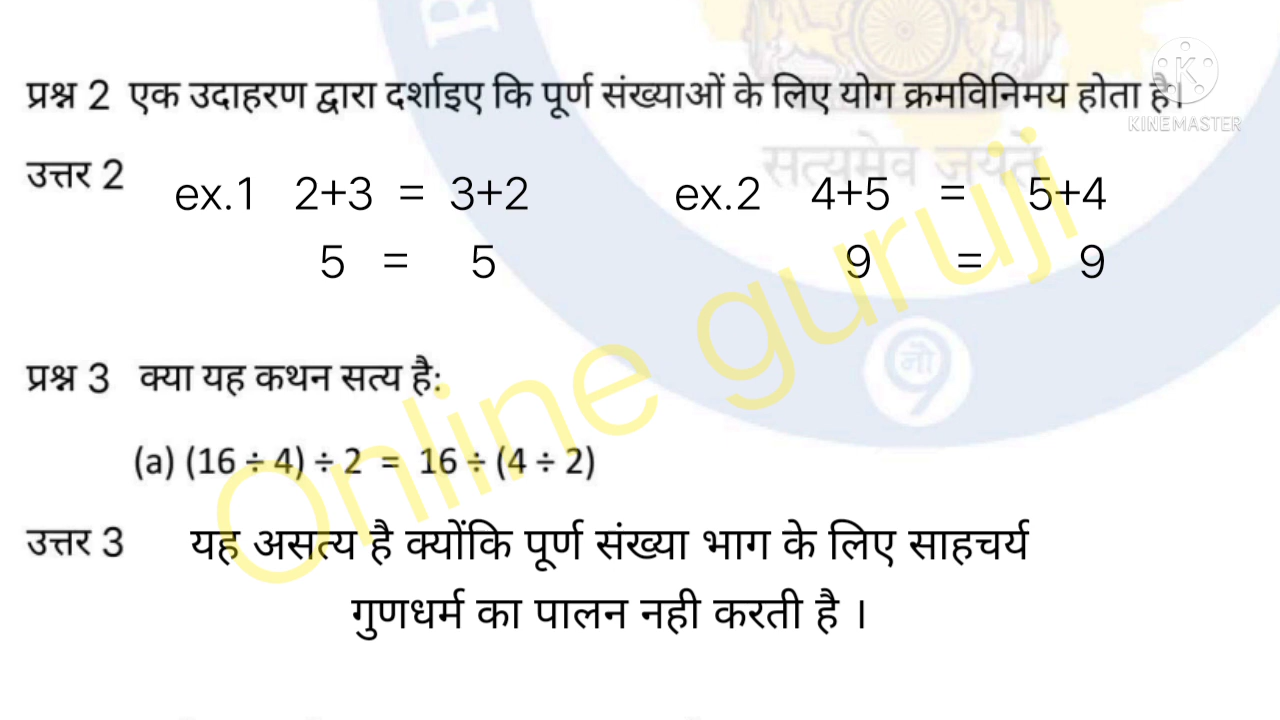 प्रश्न 2 एक उदाहरण द्वारा दर्शाइए कि पूर्ण संख्याओं के लिए योग क्रमविनिमय होता है।
KINEMASTER
सत्यमेव जयते
उत्तर 2 ex.1 2+3 = 3+2 ex.2 4+5 = 5+4
5 = 5 9 = 9
Online guruji
नौ
9
प्रश्न 3 क्या यह कथन सत्य है:
(a) (16 ÷ 4) ÷ 2 = 16 ÷ (4 ÷ 2)
उत्तर 3 यह असत्य है क्योंकि पूर्ण संख्या भाग के लिए साहचर्य
गुणधर्म का पालन नही करती है ।